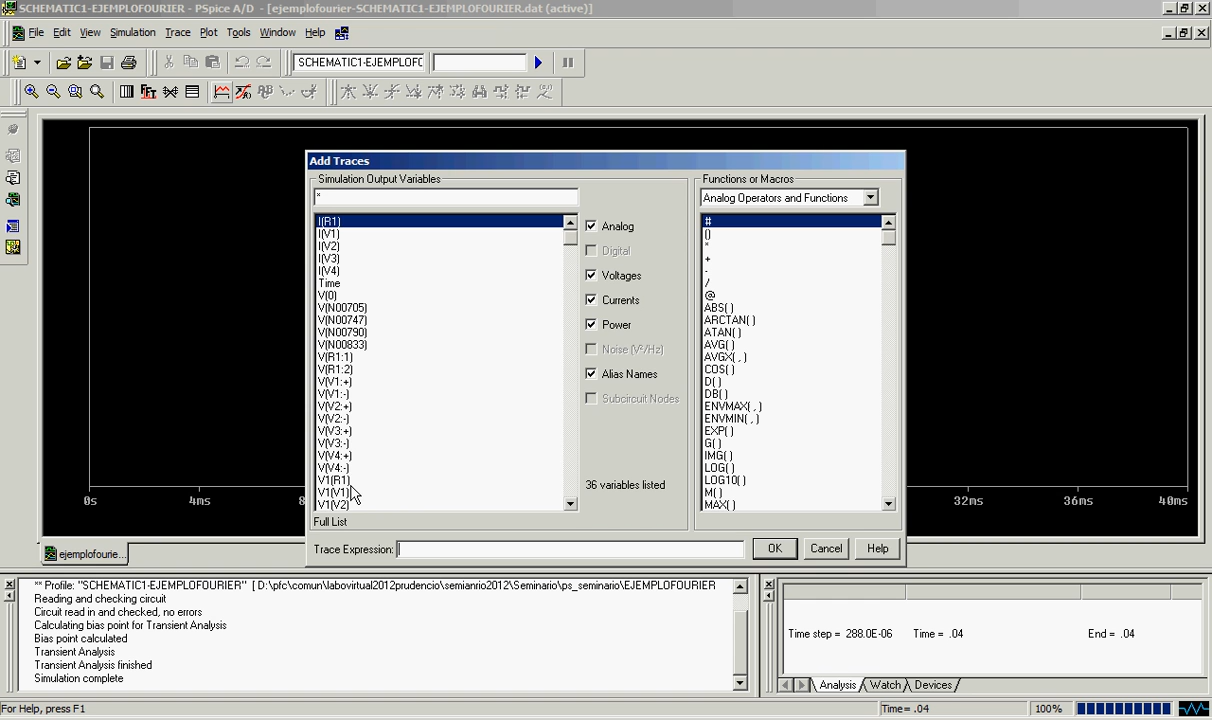 SCHEMATIC1-EJEMPLOFOURIER - PSpice A/D - [ejemplofourier-SCHEMATIC1-EJEMPLOFOURIER.dat (active)]
File Edit View Simulation Trace Plot Tools Window Help
SCHEMATIC1-EJEMPLOFC
Add Traces
Simulation Output Variables
Functions or Macros
*
Analog Operators and Functions
I(R1)
I(V1)
I(V2)
I(V3)
I(V4)
Time
V(0)
V(N00705)
V(N00747)
V(N00790)
V(N00833)
V(R1:1)
V(R1:2)
V(V1:+)
V(V1:-)
V(V2:+)
V(V2:-)
V(V3:+)
V(V3:-)
V(V4:+)
V(V4:-)
V1(R1)
V1(V1)
V1(V2)
Full List
Analog
Digital
Voltages
Currents
Power
Noise (V²/Hz)
Alias Names
Subcircuit Nodes
36 variables listed
#
()
*
+
-
/
@
ABS( )
ARCTAN( )
ATAN( )
AVG( )
AVGX( , )
COS( )
D( )
DB( )
ENVMAX( , )
ENVMIN( , )
EXP( )
G( )
IMG( )
LOG( )
LOG10( )
M( )
MAX( )
Trace Expression:
OK Cancel Help
0s 4ms 8 32ms 36ms 40ms
ejemplofourie...
** Profile: "SCHEMATIC1-EJEMPLOFOURIER" [ D:\pfc\comun\labovirtual2012prudencio\semianrio2012\Seminario\ps_seminario\EJEMPLOFOURIER
Reading and checking circuit
Circuit read in and checked, no errors
Calculating bias point for Transient Analysis
Bias point calculated
Transient Analysis
Transient Analysis finished
Simulation complete
Time step = 288.0E-06 Time = .04 End = .04
Analysis Watch Devices
For Help, press F1
Time= .04 100%